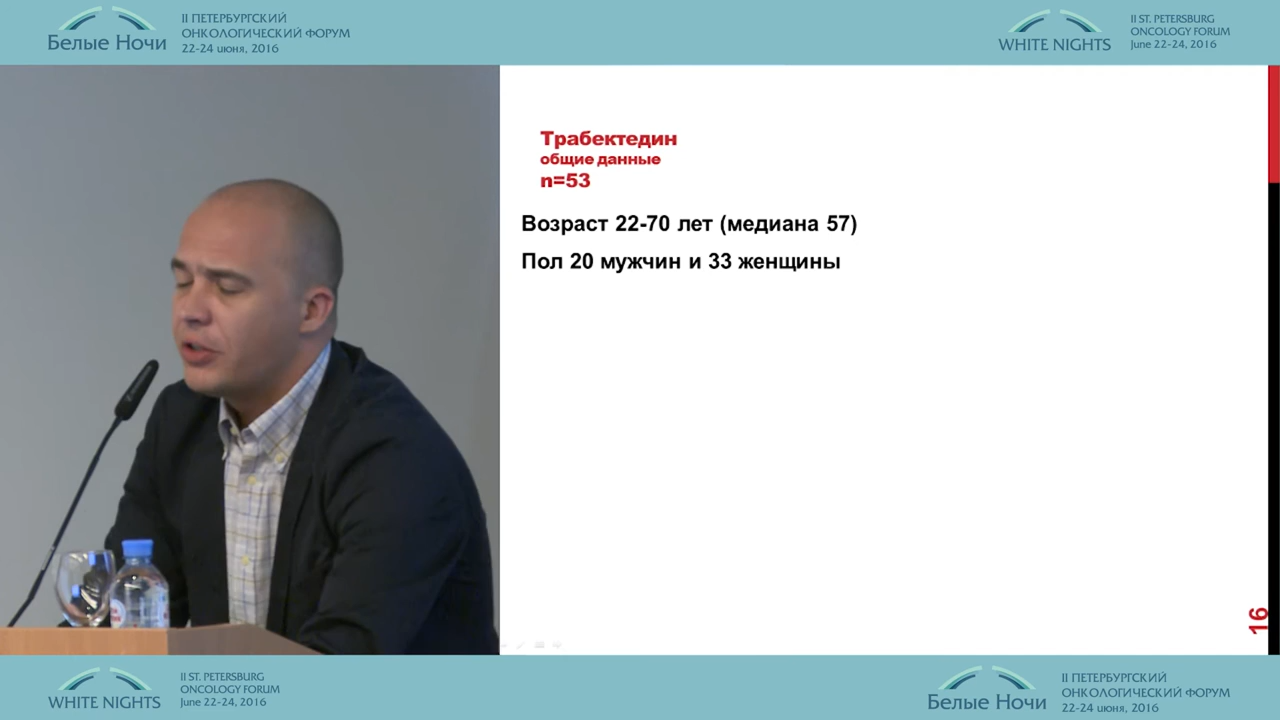 Белые Ночи
II ПЕТЕРБУРГСКИЙ
ОНКОЛОГИЧЕСКИЙ ФОРУМ
22-24 июня, 2016
WHITE NIGHTS
II ST. PETERSBURG
ONCOLOGY FORUM
June 22-24, 2016
Трабектедин
общие данные
n=53
Возраст 22-70 лет (медиана 57)
Пол 20 мужчин и 33 женщины
16
WHITE NIGHTS
II ST. PETERSBURG
ONCOLOGY FORUM
June 22-24, 2016
Белые Ночи
II ПЕТЕРБУРГСКИЙ
ОНКОЛОГИЧЕСКИЙ ФОРУМ
22-24 июня, 2016